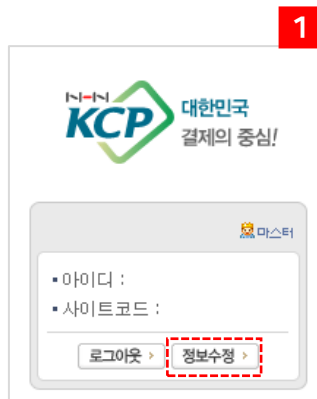 1
NHN
KCP
대한민국
결제의 중심!
마스터
▪ 아이디 :
▪ 사이트코드 :
로그아웃 > 정보수정 >